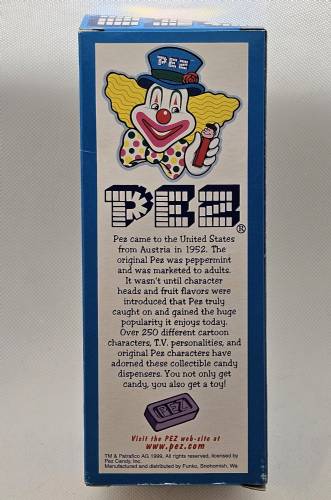 PEZ
PEZ®
Pez came to the United States
from Austria in 1952. The
original Pez was peppermint
and was marketed to adults.
It wasn't until character
heads and fruit flavors were
introduced that Pez truly
caught on and gained the huge
popularity it enjoys today.
Over 250 different cartoon
characters, T.V. personalities, and
original Pez characters have
adorned these collectible candy
dispensers. You not only get
candy, you also get a toy!
PEZ
Visit the PEZ web-site at
www.pez.com
TM & Patrafico AG 1999, All rights reserved, licensed by
Pez Candy, Inc.
Manufactured and distributed by Funko, Snohomish, Wa.